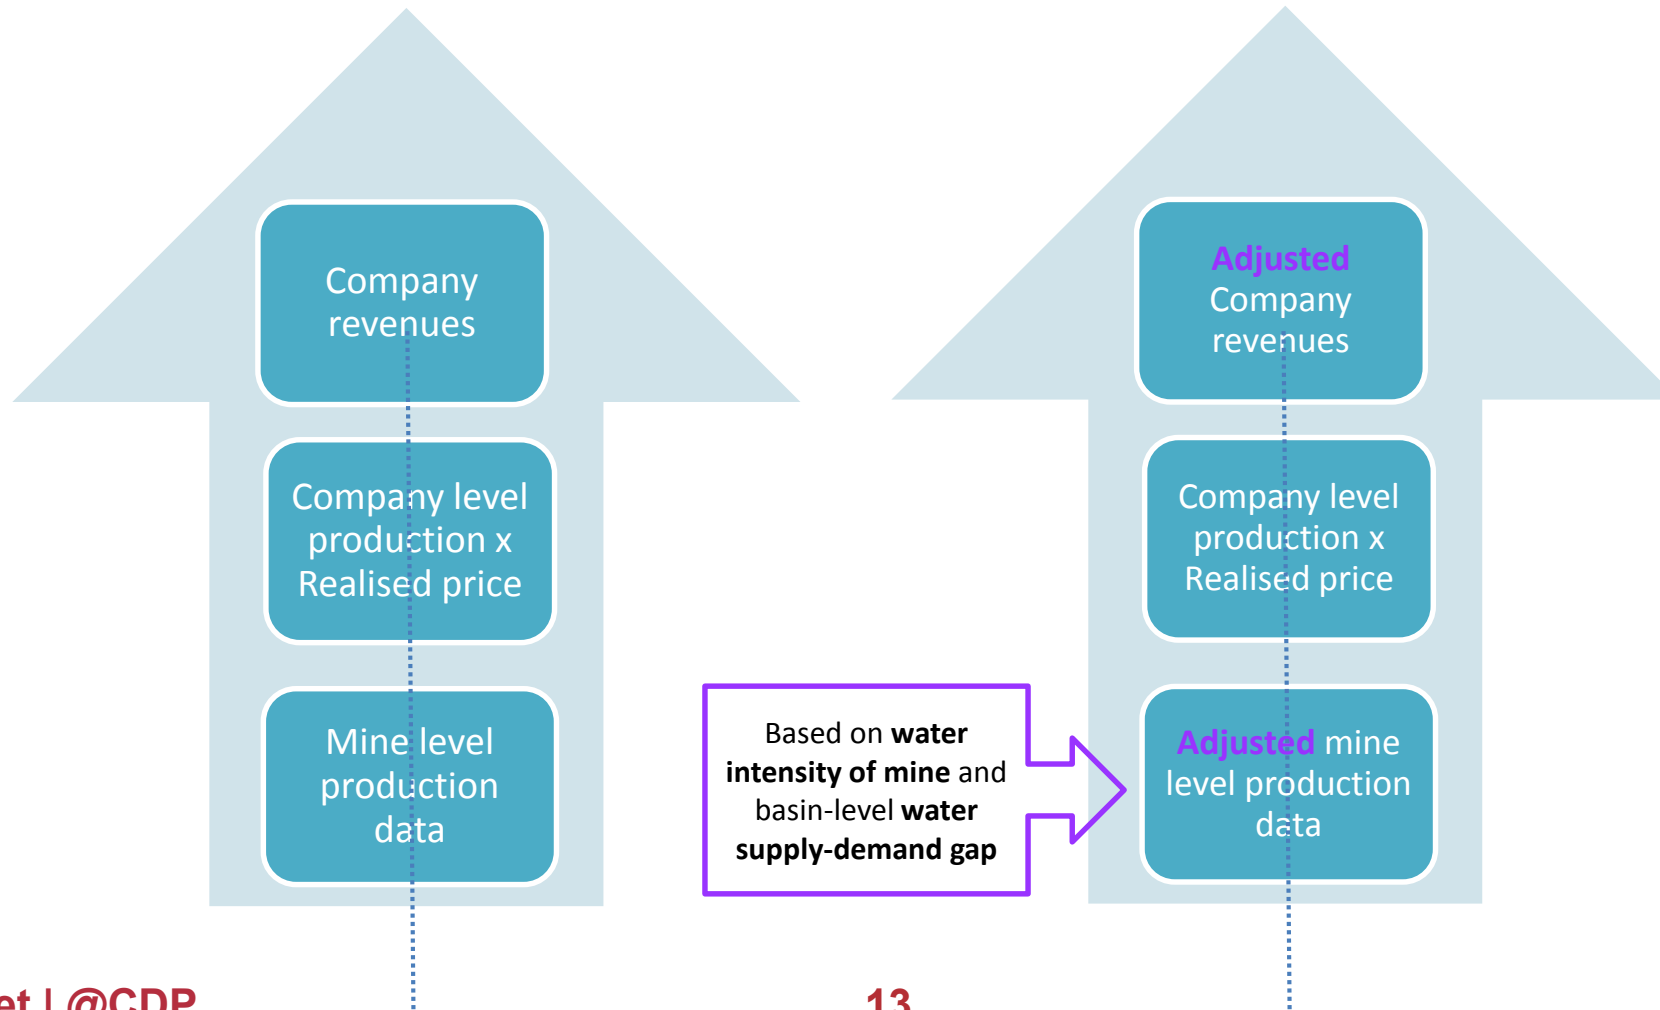 Company
revenues
Company level
production x
Realised price
Mine level
production
data
Based on water
intensity of mine and
basin-level water
supply-demand gap
Adjusted
Company
revenues
Company level
production x
Realised price
Adjusted mine
level production
data
et | @CDP
13